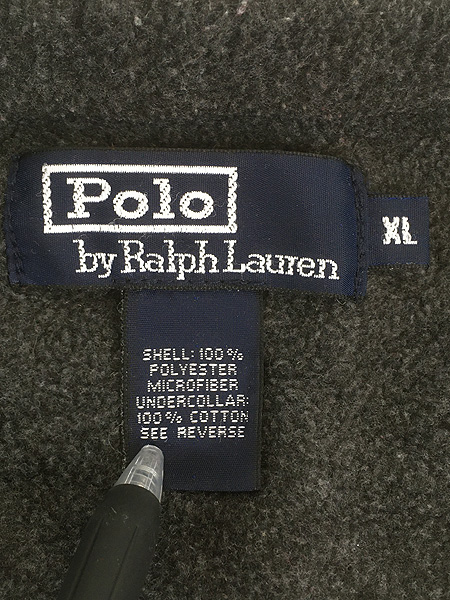 Polo
by Ralph Lauren
XL
SHELL: 100%
POLYESTER
MICROFIBER
UNDERCOLLAR:
100% COTTON
SEE REVERSE